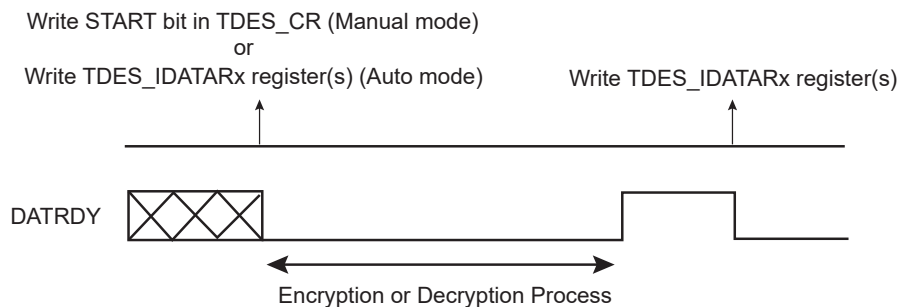 Write START bit in TDES_CR (Manual mode)
or
Write TDES_IDATARx register(s) (Auto mode)
Write TDES_IDATARx register(s)
DATRDY
Encryption or Decryption Process